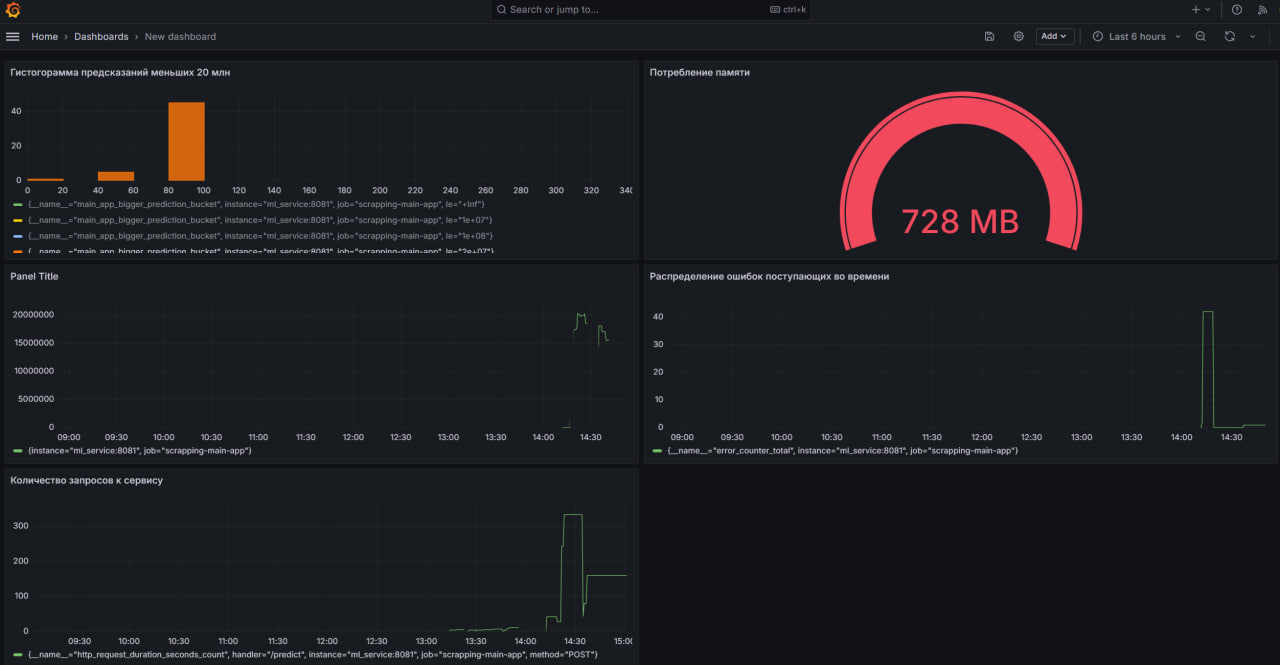 Search or jump to...
ctrl+k
Home › Dashboards › New dashboard
Add
Last 6 hours
Гистограмма предсказаний меньших 20 млн
40
20
0
0 20 40 60 80 100 120 140 160 180 200 220 240 260 280 300 320 340
{__name__="main_app_bigger_prediction_bucket", instance="ml_service:8081", job="scrapping-main-app", le="+Inf"}
{__name__="main_app_bigger_prediction_bucket", instance="ml_service:8081", job="scrapping-main-app", le="1e+07"}
{__name__="main_app_bigger_prediction_bucket", instance="ml_service:8081", job="scrapping-main-app", le="1e+08"}
{__name__="main_app_bigger_prediction_bucket", instance="ml_service:8081", job="scrapping-main-app", le="2e+07"}
Потребление памяти
728 MB
Panel Title
20000000
15000000
10000000
5000000
0
09:00 09:30 10:00 10:30 11:00 11:30 12:00 12:30 13:00 13:30 14:00 14:30
{instance="ml_service:8081", job="scrapping-main-app"}
Распределение ошибок поступающих во времени
40
30
20
10
0
09:00 09:30 10:00 10:30 11:00 11:30 12:00 12:30 13:00 13:30 14:00 14:30
{__name__="error_counter_total", instance="ml_service:8081", job="scrapping-main-app"}
Количество запросов к сервису
300
200
100
0
09:30 10:00 10:30 11:00 11:30 12:00 12:30 13:00 13:30 14:00 14:30 15:00
{__name__="http_request_duration_seconds_count", handler="/predict", instance="ml_service:8081", job="scrapping-main-app", method="POST"}